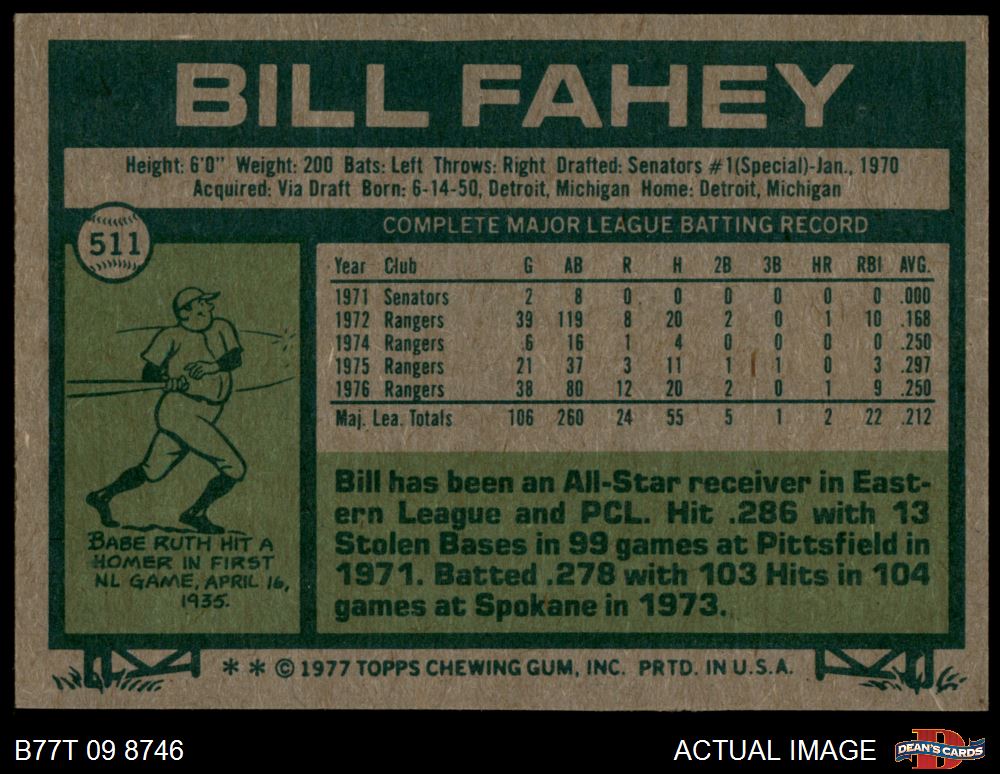 BILL FAHEY
Height: 6'0" Weight: 200 Bats: Left Throws: Right Drafted: Senators #1(Special)-Jan., 1970
Acquired: Via Draft Born: 6-14-50, Detroit, Michigan Home: Detroit, Michigan
511
COMPLETE MAJOR LEAGUE BATTING RECORD
Year Club G AB R H 2B 3B HR RBI AVG.
1971 Senators 2 8 0 0 0 0 0 0 .000
1972 Rangers 39 119 8 20 2 0 1 10 .168
1974 Rangers 6 16 1 4 0 0 0 0 .250
1975 Rangers 21 37 3 11 1 1 0 3 .297
1976 Rangers 38 80 12 20 2 0 1 9 .250
Maj. Lea. Totals 106 260 24 55 5 1 2 22 .212
BABE RUTH HIT A
HOMER IN FIRST
NL GAME, APRIL 16,
1935.
Bill has been an All-Star receiver in East-
ern League and PCL. Hit .286 with 13
Stolen Bases in 99 games at Pittsfield in
1971. Batted .278 with 103 Hits in 104
games at Spokane in 1973.
** © 1977 TOPPS CHEWING GUM, INC. PRTD. IN U.S.A.
B77T 09 8746
ACTUAL IMAGE
D
DEAN'S CARDS